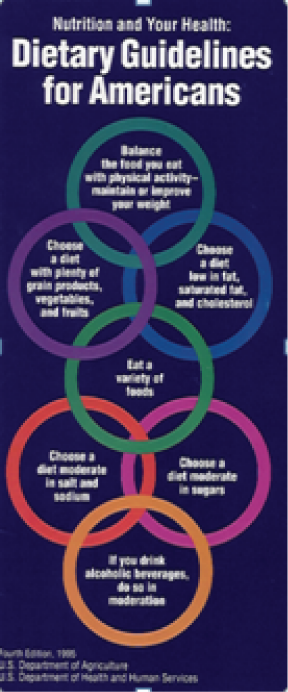 Nutrition and Your Health:
Dietary Guidelines
for Americans
Balance
the food you eat
with physical activity–
maintain or improve
your weight
Choose
a diet
with plenty of
grain products,
vegetables,
and fruits
Choose
a diet
low in fat,
saturated fat,
and cholesterol
Eat a
variety of
foods
Choose a
diet moderate
in salt and
sodium
Choose a
diet moderate
in sugars
If you drink
alcoholic beverages,
do so in
moderation
Fourth Edition, 1995
U.S. Department of Agriculture
U.S. Department of Health and Human Services